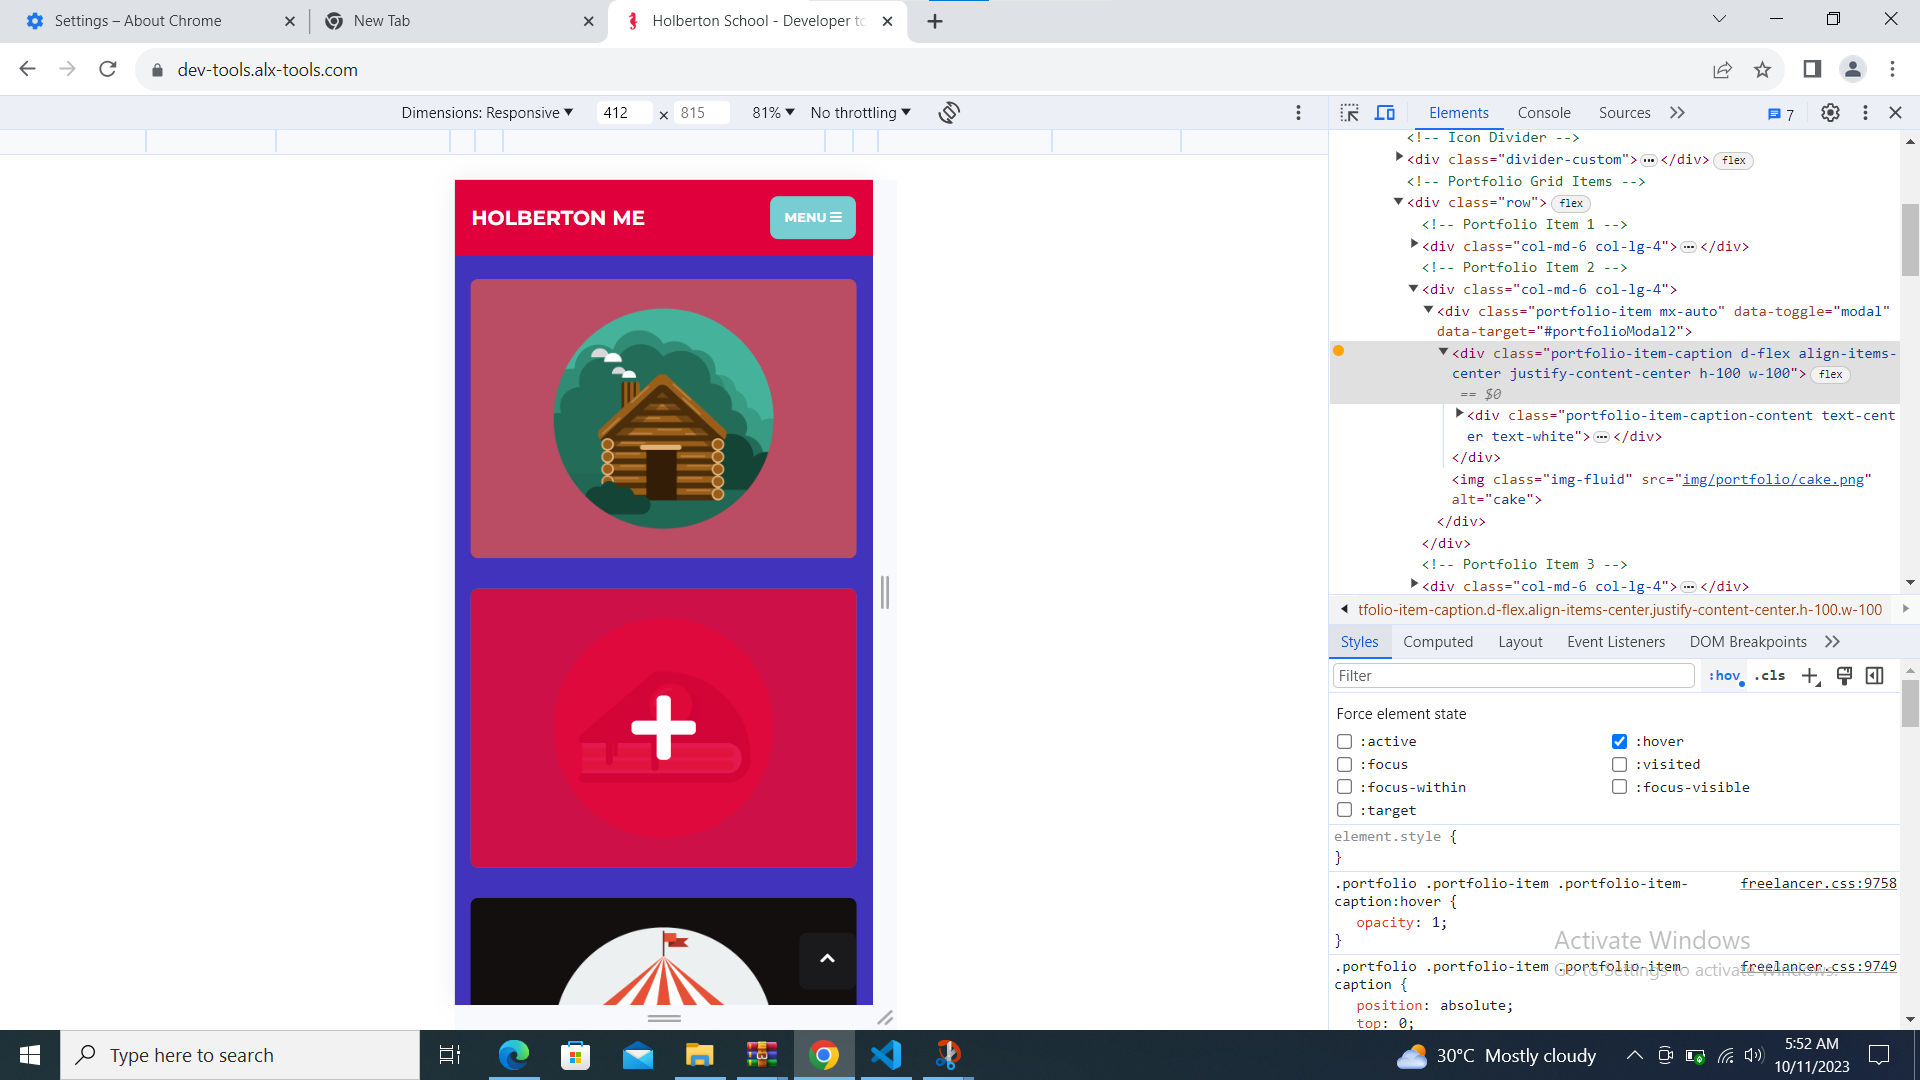 Settings – About Chrome
New Tab
Holberton School - Developer to
dev-tools.alx-tools.com
Dimensions: Responsive
412
×
815
81%
No throttling
Elements
Console
Sources
7
HOLBERTON ME
MENU
<!-- Icon Divider -->
<div class="divider-custom">…</div> flex
<!-- Portfolio Grid Items -->
<div class="row"> flex
<!-- Portfolio Item 1 -->
<div class="col-md-6 col-lg-4">…</div>
<!-- Portfolio Item 2 -->
<div class="col-md-6 col-lg-4">
<div class="portfolio-item mx-auto" data-toggle="modal"
data-target="#portfolioModal2">
<div class="portfolio-item-caption d-flex align-items-
center justify-content-center h-100 w-100"> flex
== $0
<div class="portfolio-item-caption-content text-cent
er text-white">…</div>
</div>
<img class="img-fluid" src="img/portfolio/cake.png"
alt="cake">
</div>
</div>
<!-- Portfolio Item 3 -->
<div class="col-md-6 col-lg-4">…</div>
tfolio-item-caption.d-flex.align-items-center.justify-content-center.h-100.w-100
Styles
Computed
Layout
Event Listeners
DOM Breakpoints
Filter
:hov
.cls
Force element state
:active
:hover
:focus
:visited
:focus-within
:focus-visible
:target
element.style {
}
.portfolio .portfolio-item .portfolio-item-
caption:hover {
freelancer.css:9758
opacity: 1;
}
Activate Windows
Go to Settings to activate Windows.
.portfolio .portfolio-item .portfolio-item-
caption {
freelancer.css:9749
position: absolute;
top: 0;
Type here to search
30°C Mostly cloudy
5:52 AM
10/11/2023